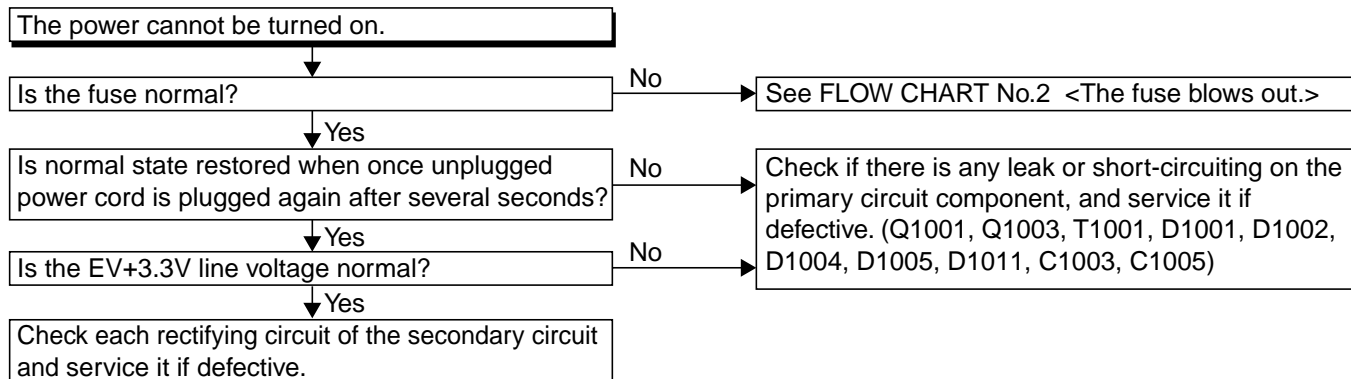 The power cannot be turned on.
Is the fuse normal?
No
See FLOW CHART No.2 <The fuse blows out.>
Yes
Is normal state restored when once unplugged
power cord is plugged again after several seconds?
No
Check if there is any leak or short-circuiting on the
primary circuit component, and service it if
defective. (Q1001, Q1003, T1001, D1001, D1002,
D1004, D1005, D1011, C1003, C1005)
Yes
Is the EV+3.3V line voltage normal?
No
Yes
Check each rectifying circuit of the secondary circuit
and service it if defective.